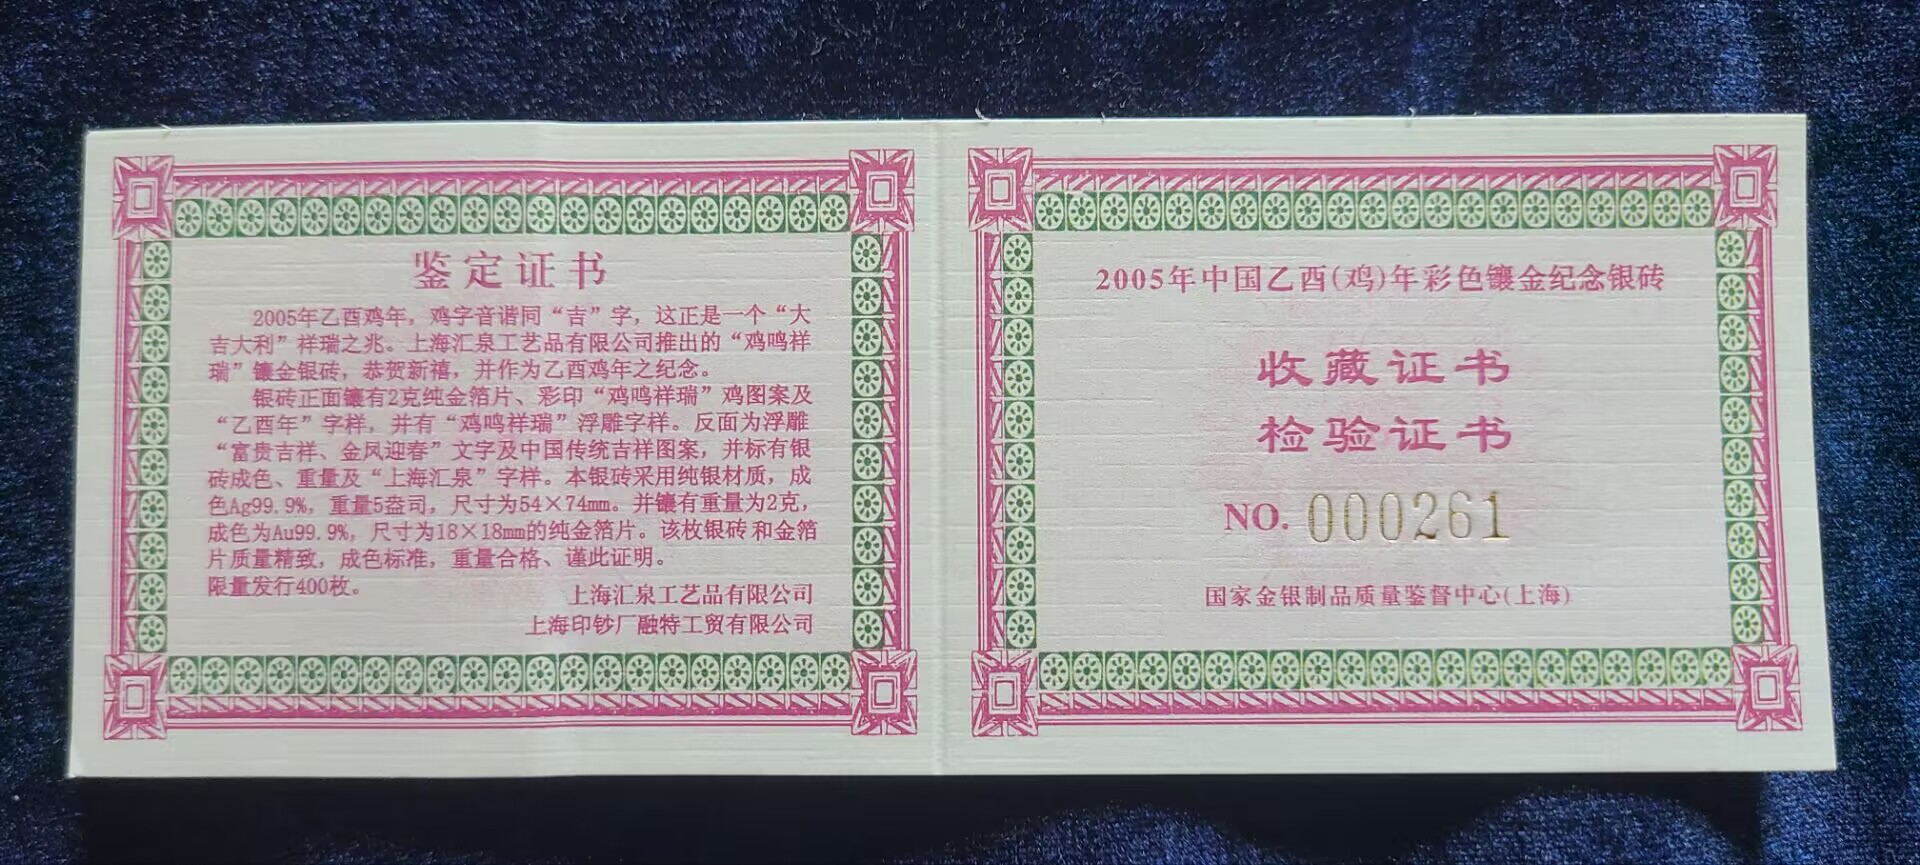 鉴定证书
2005年乙酉鸡年，鸡字音谐同“吉”字，这正是一个“大
吉大利”祥瑞之兆。上海汇泉工艺品有限公司推出的“鸡鸣祥
瑞”镶金银砖，恭贺新禧，并作为乙酉鸡年之纪念。
银砖正面镶有2克纯金箔片、彩印“鸡鸣祥瑞”鸡图案及
“乙酉年”字样，并有“鸡鸣祥瑞”浮雕字样。反面为浮雕
“富贵吉祥、金凤迎春”文字及中国传统吉祥图案，并标有银
砖成色、重量及“上海汇泉”字样。本银砖采用纯银材质，成
色Ag99.9%，重量5盎司，尺寸为54×74mm。并镶有重量为2克，
成色为Au99.9%，尺寸为18×18mm的纯金箔片。该枚银砖和金箔
片质量精致，成色标准，重量合格、谨此证明。
限量发行400枚。
上海汇泉工艺品有限公司
上海印钞厂融特工贸有限公司
2005年中国乙酉(鸡)年彩色镶金纪念银砖
收藏证书
检验证书
NO. 000261
国家金银制品质量鉴督中心(上海)